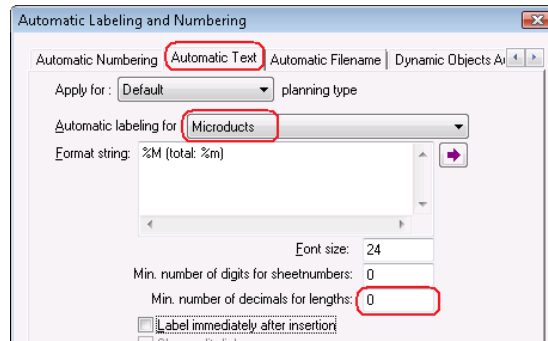 Automatic Labeling and Numbering
Automatic Numbering Automatic Text Automatic Filename Dynamic Objects
Apply for : Default planning type
Automatic labeling for Microducts
Format string: %M (total: %m)
Font size: 24
Min. number of digits for sheetnumbers: 0
Min. number of decimals for lengths: 0
Label immediately after insertion